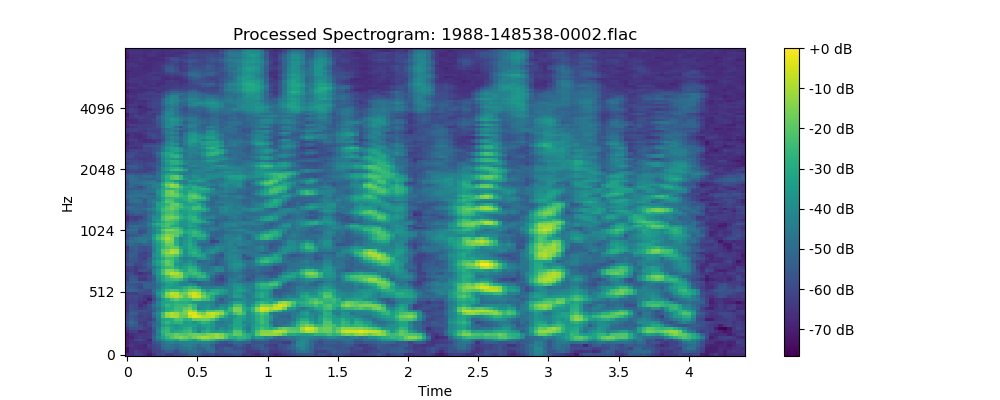 Processed Spectrogram: 1988-148538-0002.flac
Hz
4096
2048
1024
512
0
0 0.5 1 1.5 2 2.5 3 3.5 4
Time
+0 dB
-10 dB
-20 dB
-30 dB
-40 dB
-50 dB
-60 dB
-70 dB